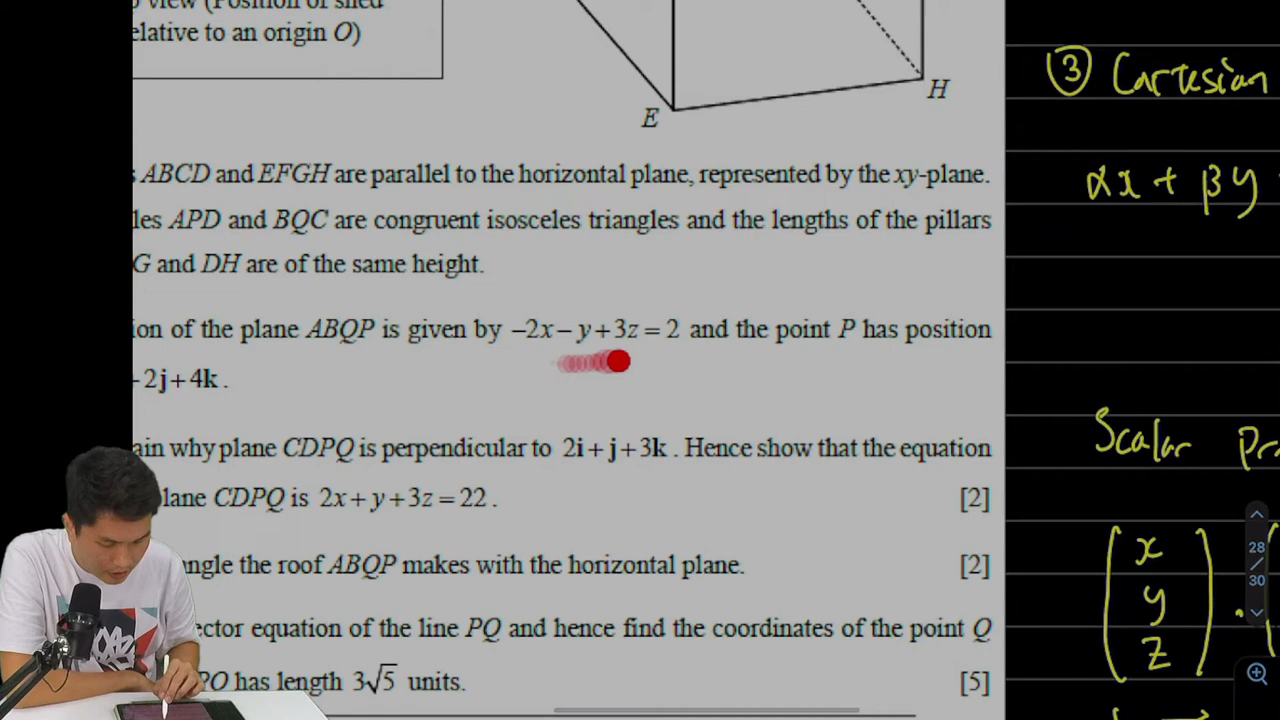 view (Position of shed
elative to an origin O)
E
H
ABCD and EFGH are parallel to the horizontal plane, represented by the xy-plane.
les APD and BQC are congruent isosceles triangles and the lengths of the pillars
G and DH are of the same height.
ion of the plane ABQP is given by −2x − y + 3z = 2 and the point P has position
2j + 4k .
ain why plane CDPQ is perpendicular to 2i + j + 3k . Hence show that the equation
lane CDPQ is 2x + y + 3z = 22 . [2]
ngle the roof ABQP makes with the horizontal plane. [2]
ector equation of the line PQ and hence find the coordinates of the point Q
PQ has length 3√5 units. [5]
③ Cartesian
αx + βy
Scalar Pr
x
y
z
28
/
30